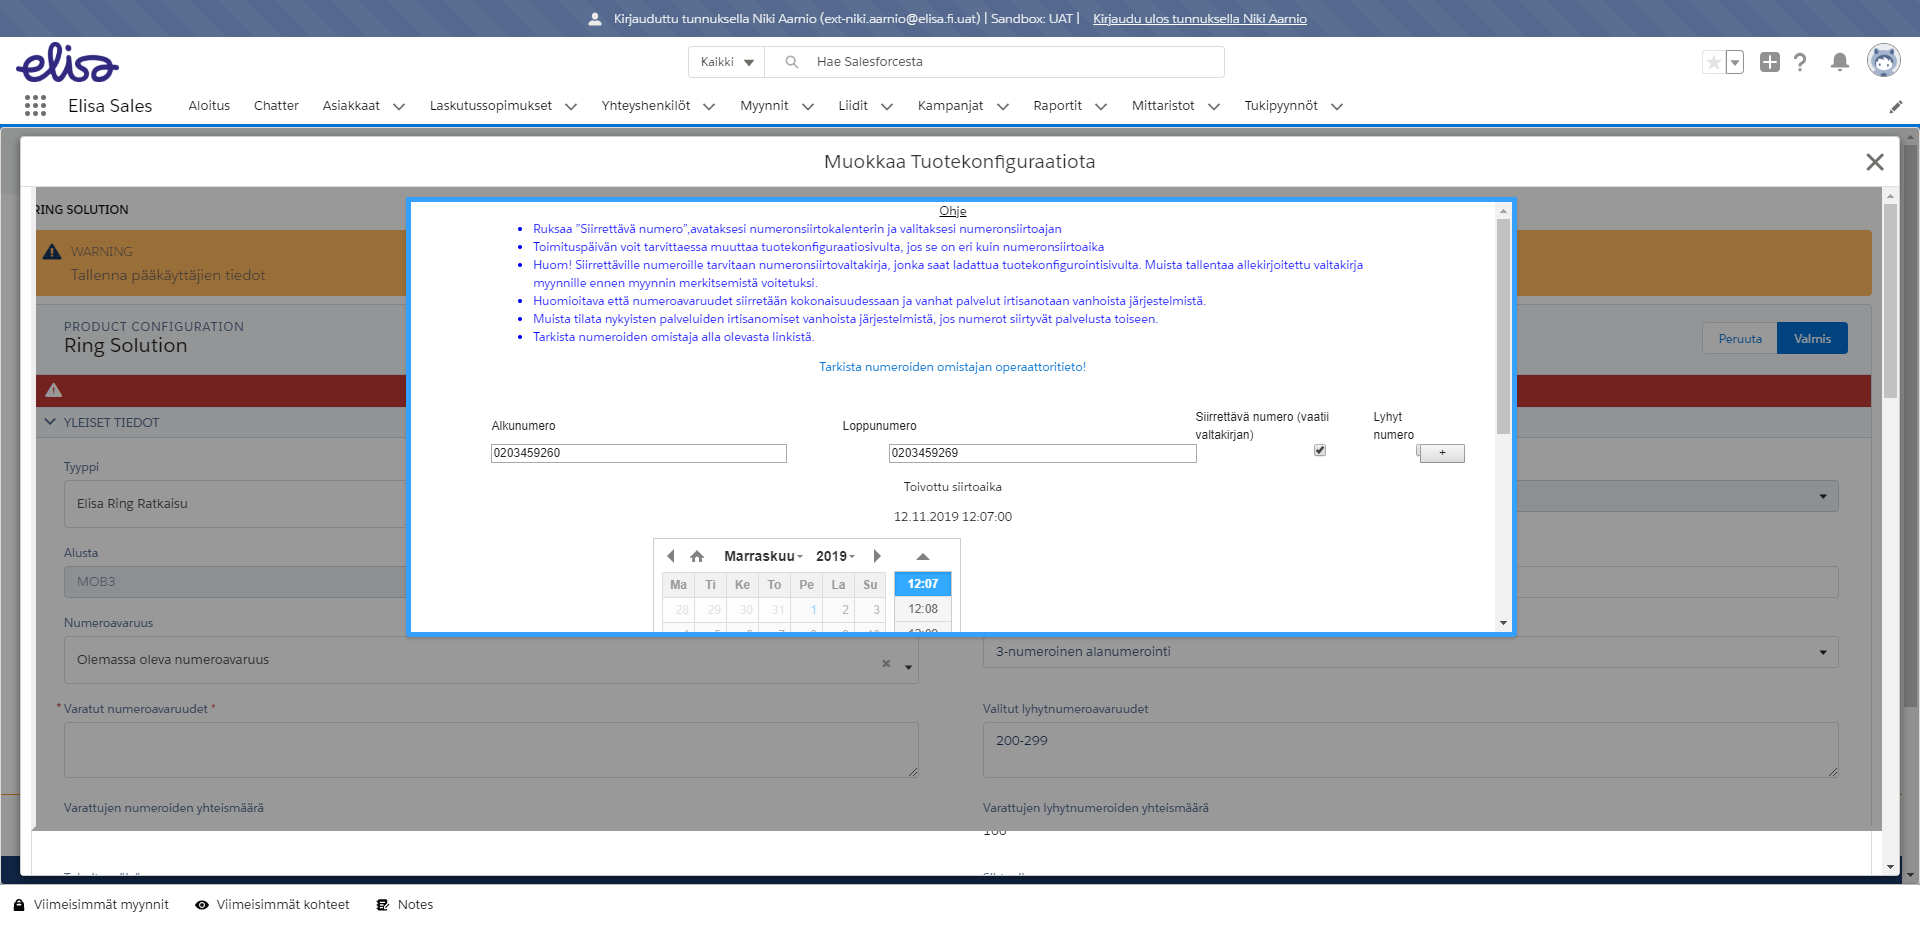 Kirjauduttu tunnuksella Niki Aarnio (ext-niki.aarnio@elisa.fi.uat) | Sandbox: UAT | Kirjaudu ulos tunnuksella Niki Aarnio
elisa
Kaikki Hae Salesforcesta
Elisa Sales Aloitus Chatter Asiakkaat Laskutussopimukset Yhteyshenkilöt Myynnit Liidit Kampanjat Raportit Mittaristot Tukipyynnöt
Muokkaa Tuotekonfiguraatiota
RING SOLUTION
WARNING
Tallenna pääkäyttäjien tiedot
PRODUCT CONFIGURATION
Ring Solution
Peruuta Valmis
YLEISET TIEDOT
Tyyppi
Elisa Ring Ratkaisu
Alusta
MOB3
Numeroavaruus
Olemassa oleva numeroavaruus
3-numeroinen alanumerointi
* Varatut numeroavaruudet *
Valitut lyhytnumeroavaruudet
200-299
Varattujen numeroiden yhteismäärä
Varattujen lyhytnumeroiden yhteismäärä
100
Ohje
• Ruksaa ”Siirrettävä numero”,avataksesi numeronsiirtokalenterin ja valitaksesi numeronsiirtoajan
• Toimituspäivän voit tarvittaessa muuttaa tuotekonfiguraatiosivulta, jos se on eri kuin numeronsiirtoaika
• Huom! Siirrettäville numeroille tarvitaan numeronsiirtovaltakirja, jonka saat ladattua tuotekonfigurointisivulta. Muista tallentaa allekirjoitettu valtakirja
myynnille ennen myynnin merkitsemistä voitetuksi.
• Huomioitava että numeroavaruudet siirretään kokonaisuudessaan ja vanhat palvelut irtisanotaan vanhoista järjestelmistä.
• Muista tilata nykyisten palveluiden irtisanomiset vanhoista järjestelmistä, jos numerot siirtyvät palvelusta toiseen.
• Tarkista numeroiden omistaja alla olevasta linkistä.
Tarkista numeroiden omistajan operaattoritieto!
Alkunumero Loppunumero
Siirrettävä numero (vaatii
valtakirjan)
Lyhyt
numero
0203459260 0203459269 +
Toivottu siirtoaika
12.11.2019 12:07:00
Marraskuu 2019
Ma Ti Ke To Pe La Su 12:07
28 29 30 31 1 2 3 12:08
Viimeisimmät myynnit Viimeisimmät kohteet Notes